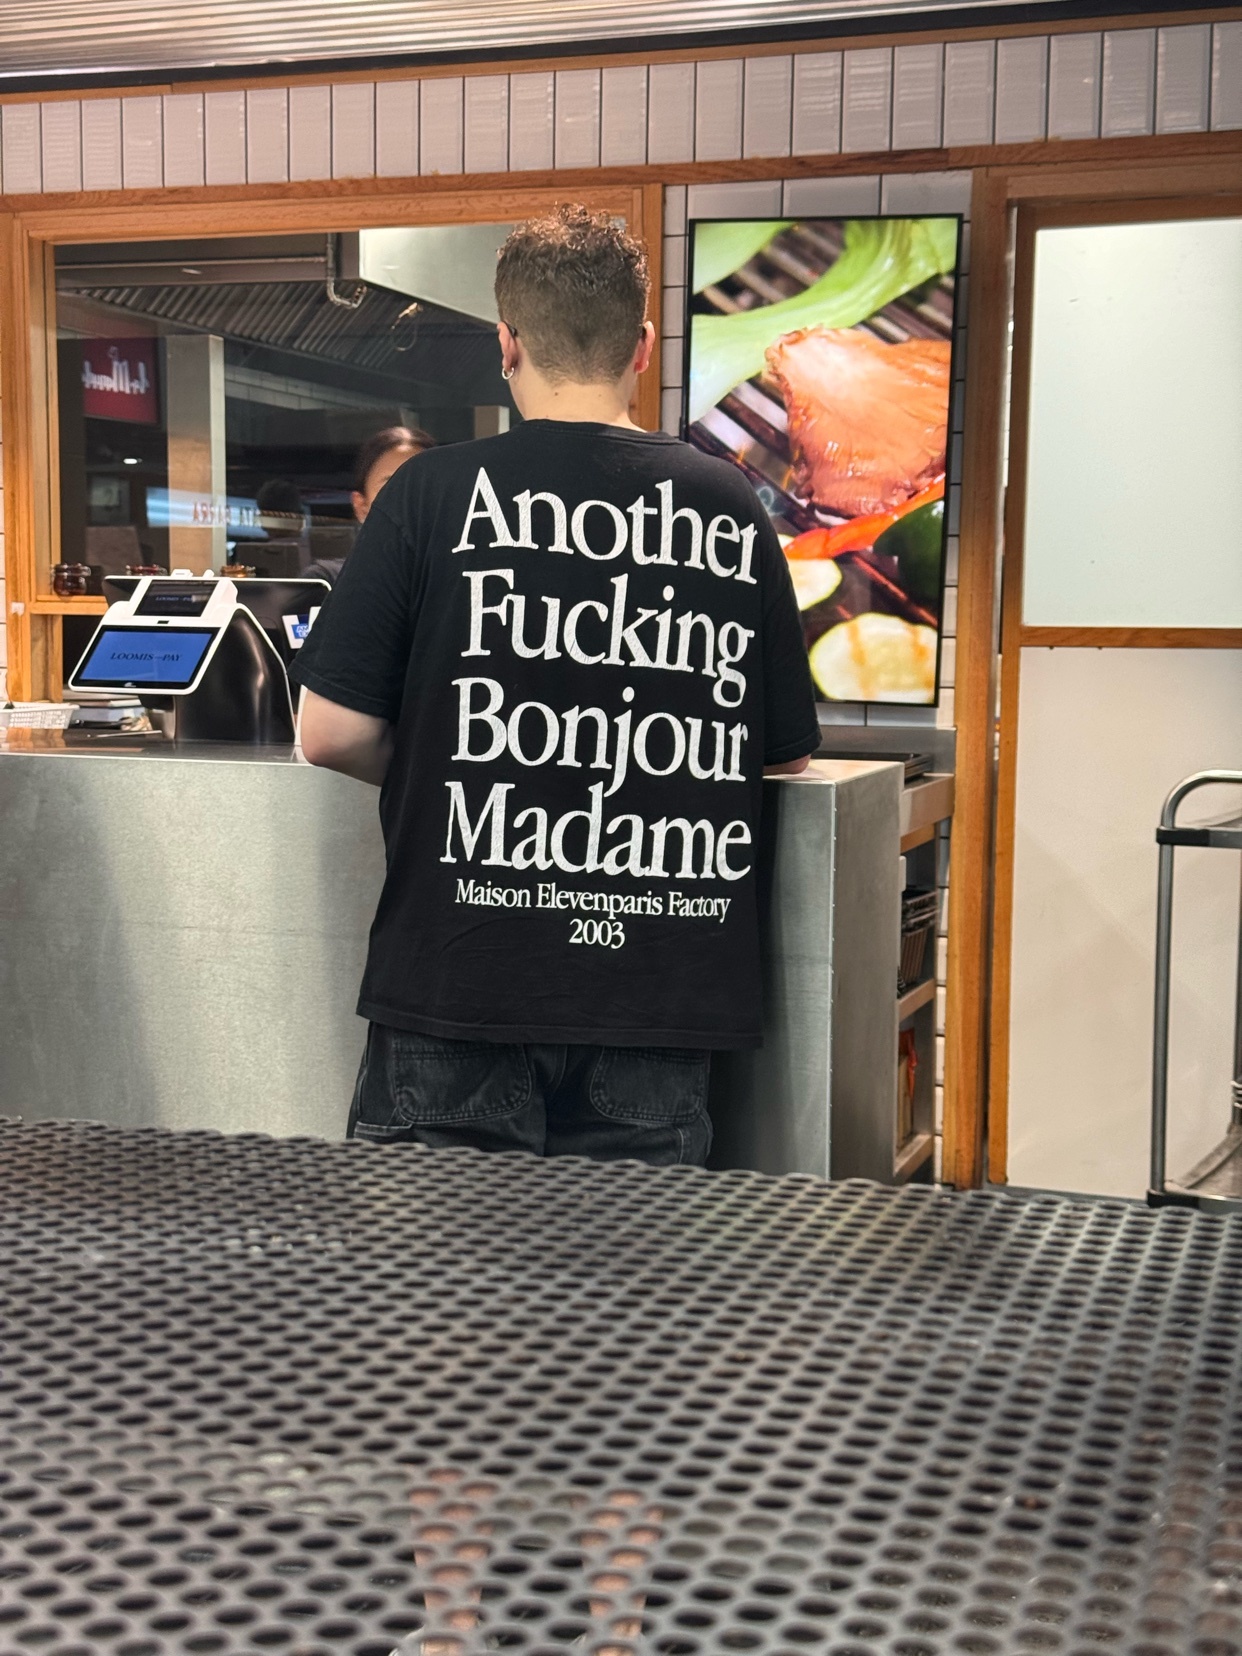 LOOMIS PAY
Another
Fucking
Bonjour
Madame
Maison Elevenparis Factory
2003